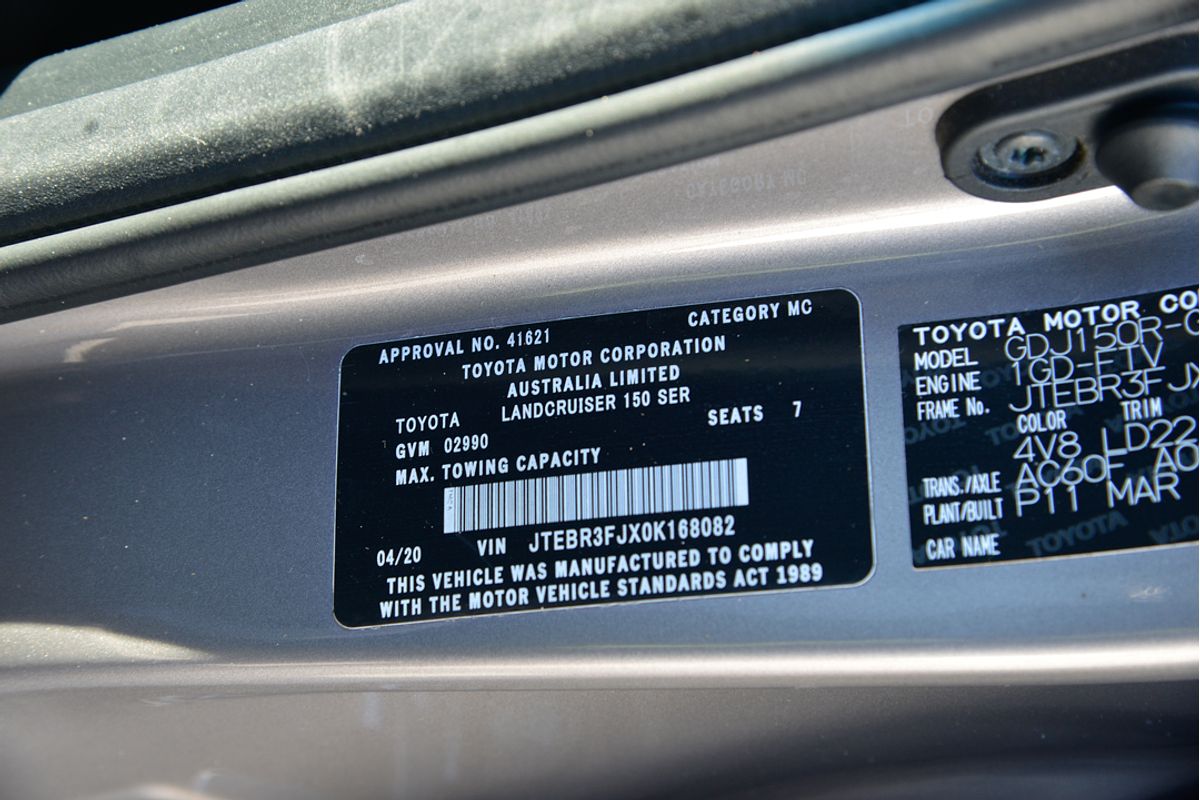 APPROVAL NO. 41621 CATEGORY MC
TOYOTA MOTOR CORPORATION
AUSTRALIA LIMITED
TOYOTA LANDCRUISER 150 SER
GVM 02990 SEATS 7
MAX. TOWING CAPACITY
04/20 VIN JTEBR3FJX0K168082
THIS VEHICLE WAS MANUFACTURED TO COMPLY
WITH THE MOTOR VEHICLE STANDARDS ACT 1989
TOYOTA MOTOR CO
MODEL GDJ150R-
ENGINE 1GD-FTV
FRAME No. JTEBR3FJX
COLOR TRIM
4V8 LD22
TRANS./AXLE AC60F A0
PLANT/BUILT P11 MAR
CAR NAME